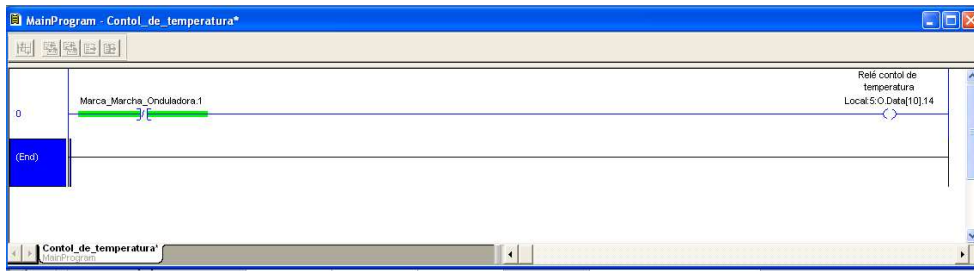 MainProgram - Contol_de_temperatura*
Relé contol de
temperatura
Marca_Marcha_Onduladora.1
Local:5:O.Data[10].14
0
(End)
Contol_de_temperatura*
MainProgram